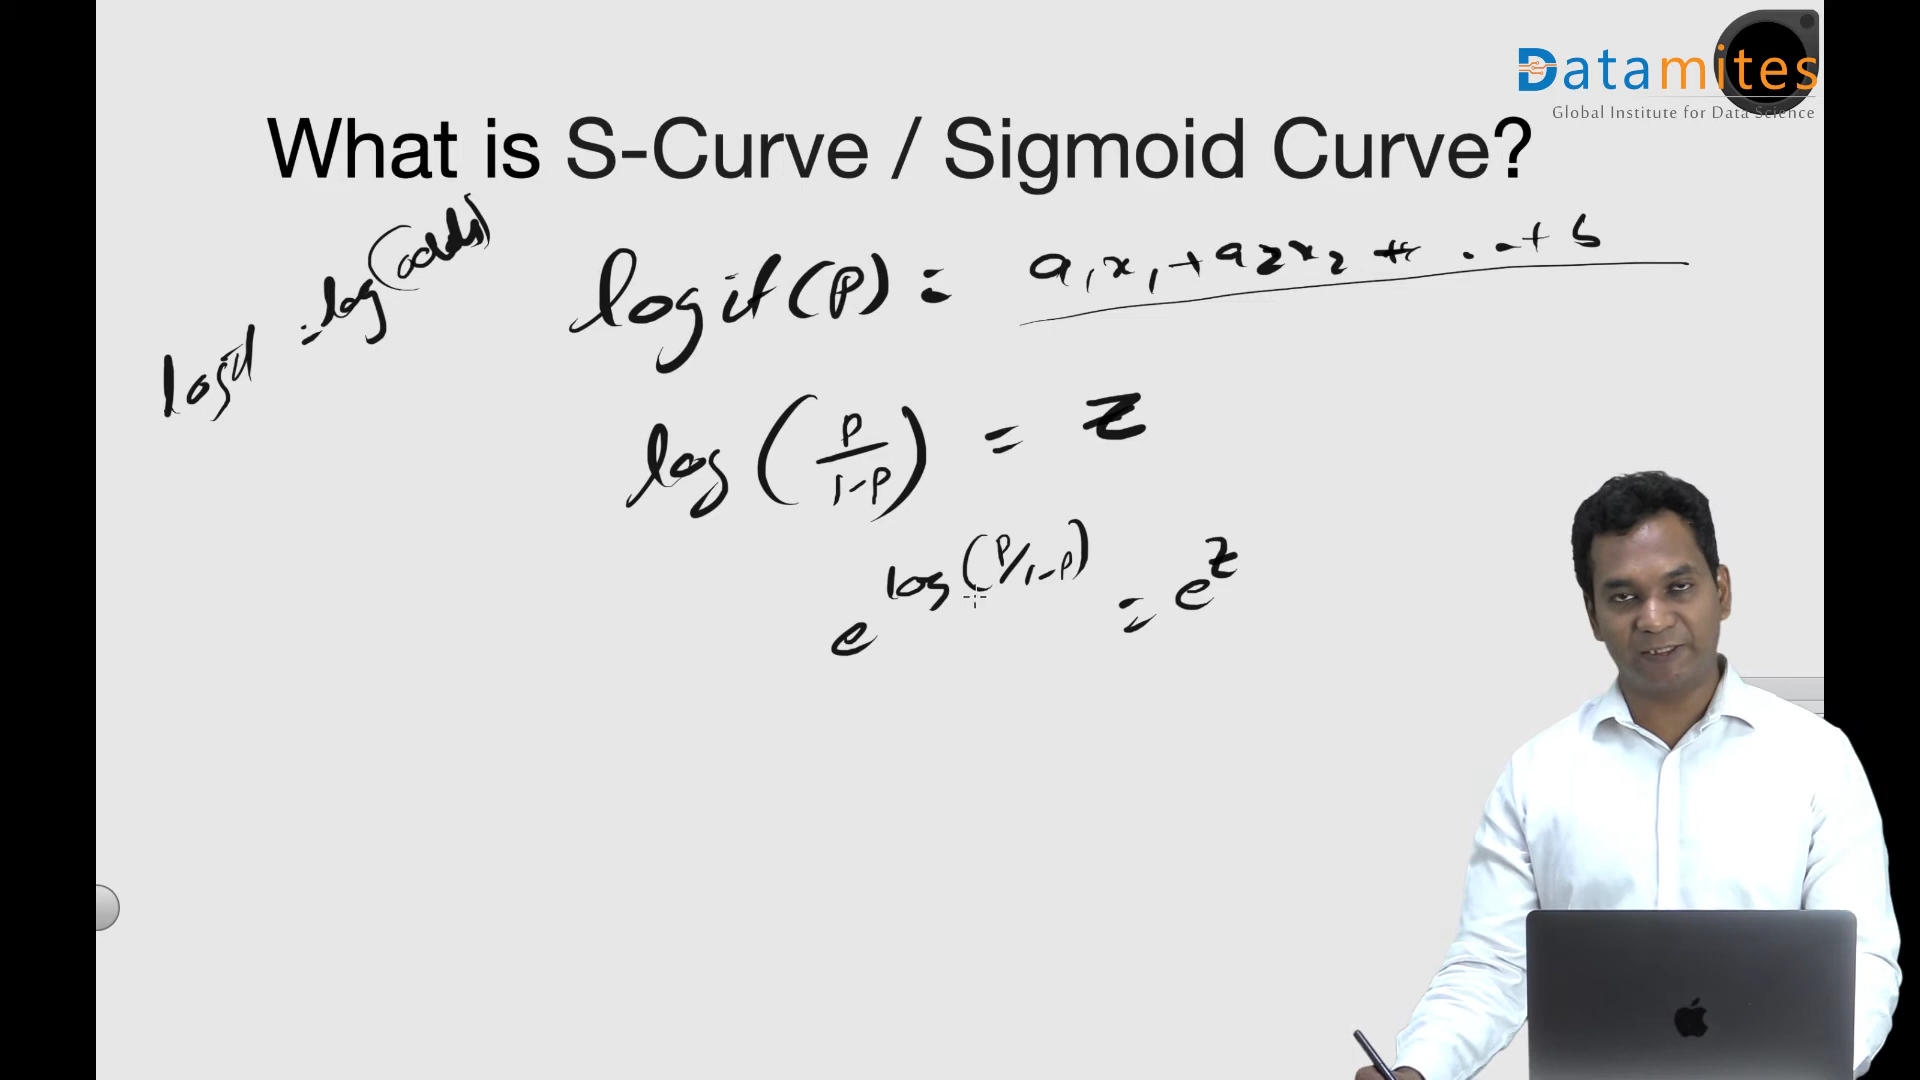 Datamites
Global Institute for Data Science
What is S-Curve / Sigmoid Curve?
logit = log(odds)
logit(p) = a₁x₁ + a₂x₂ + . . + b
log(p/1-p) = z
e^log(p/1-p) = e^z